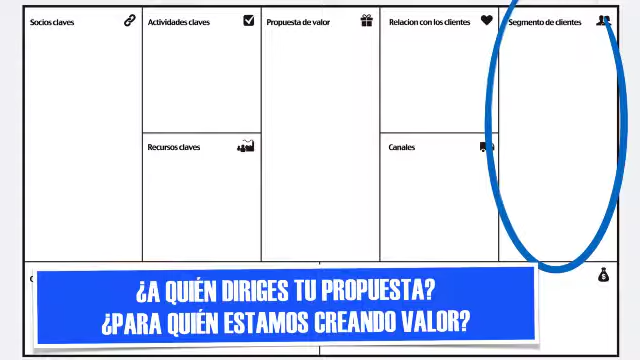 Socios claves
Actividades claves
Propuesta de valor
Relacion con los clientes
Segmento de clientes
Recursos claves
Canales
¿A QUIÉN DIRIGES TU PROPUESTA?
¿PARA QUIÉN ESTAMOS CREANDO VALOR?